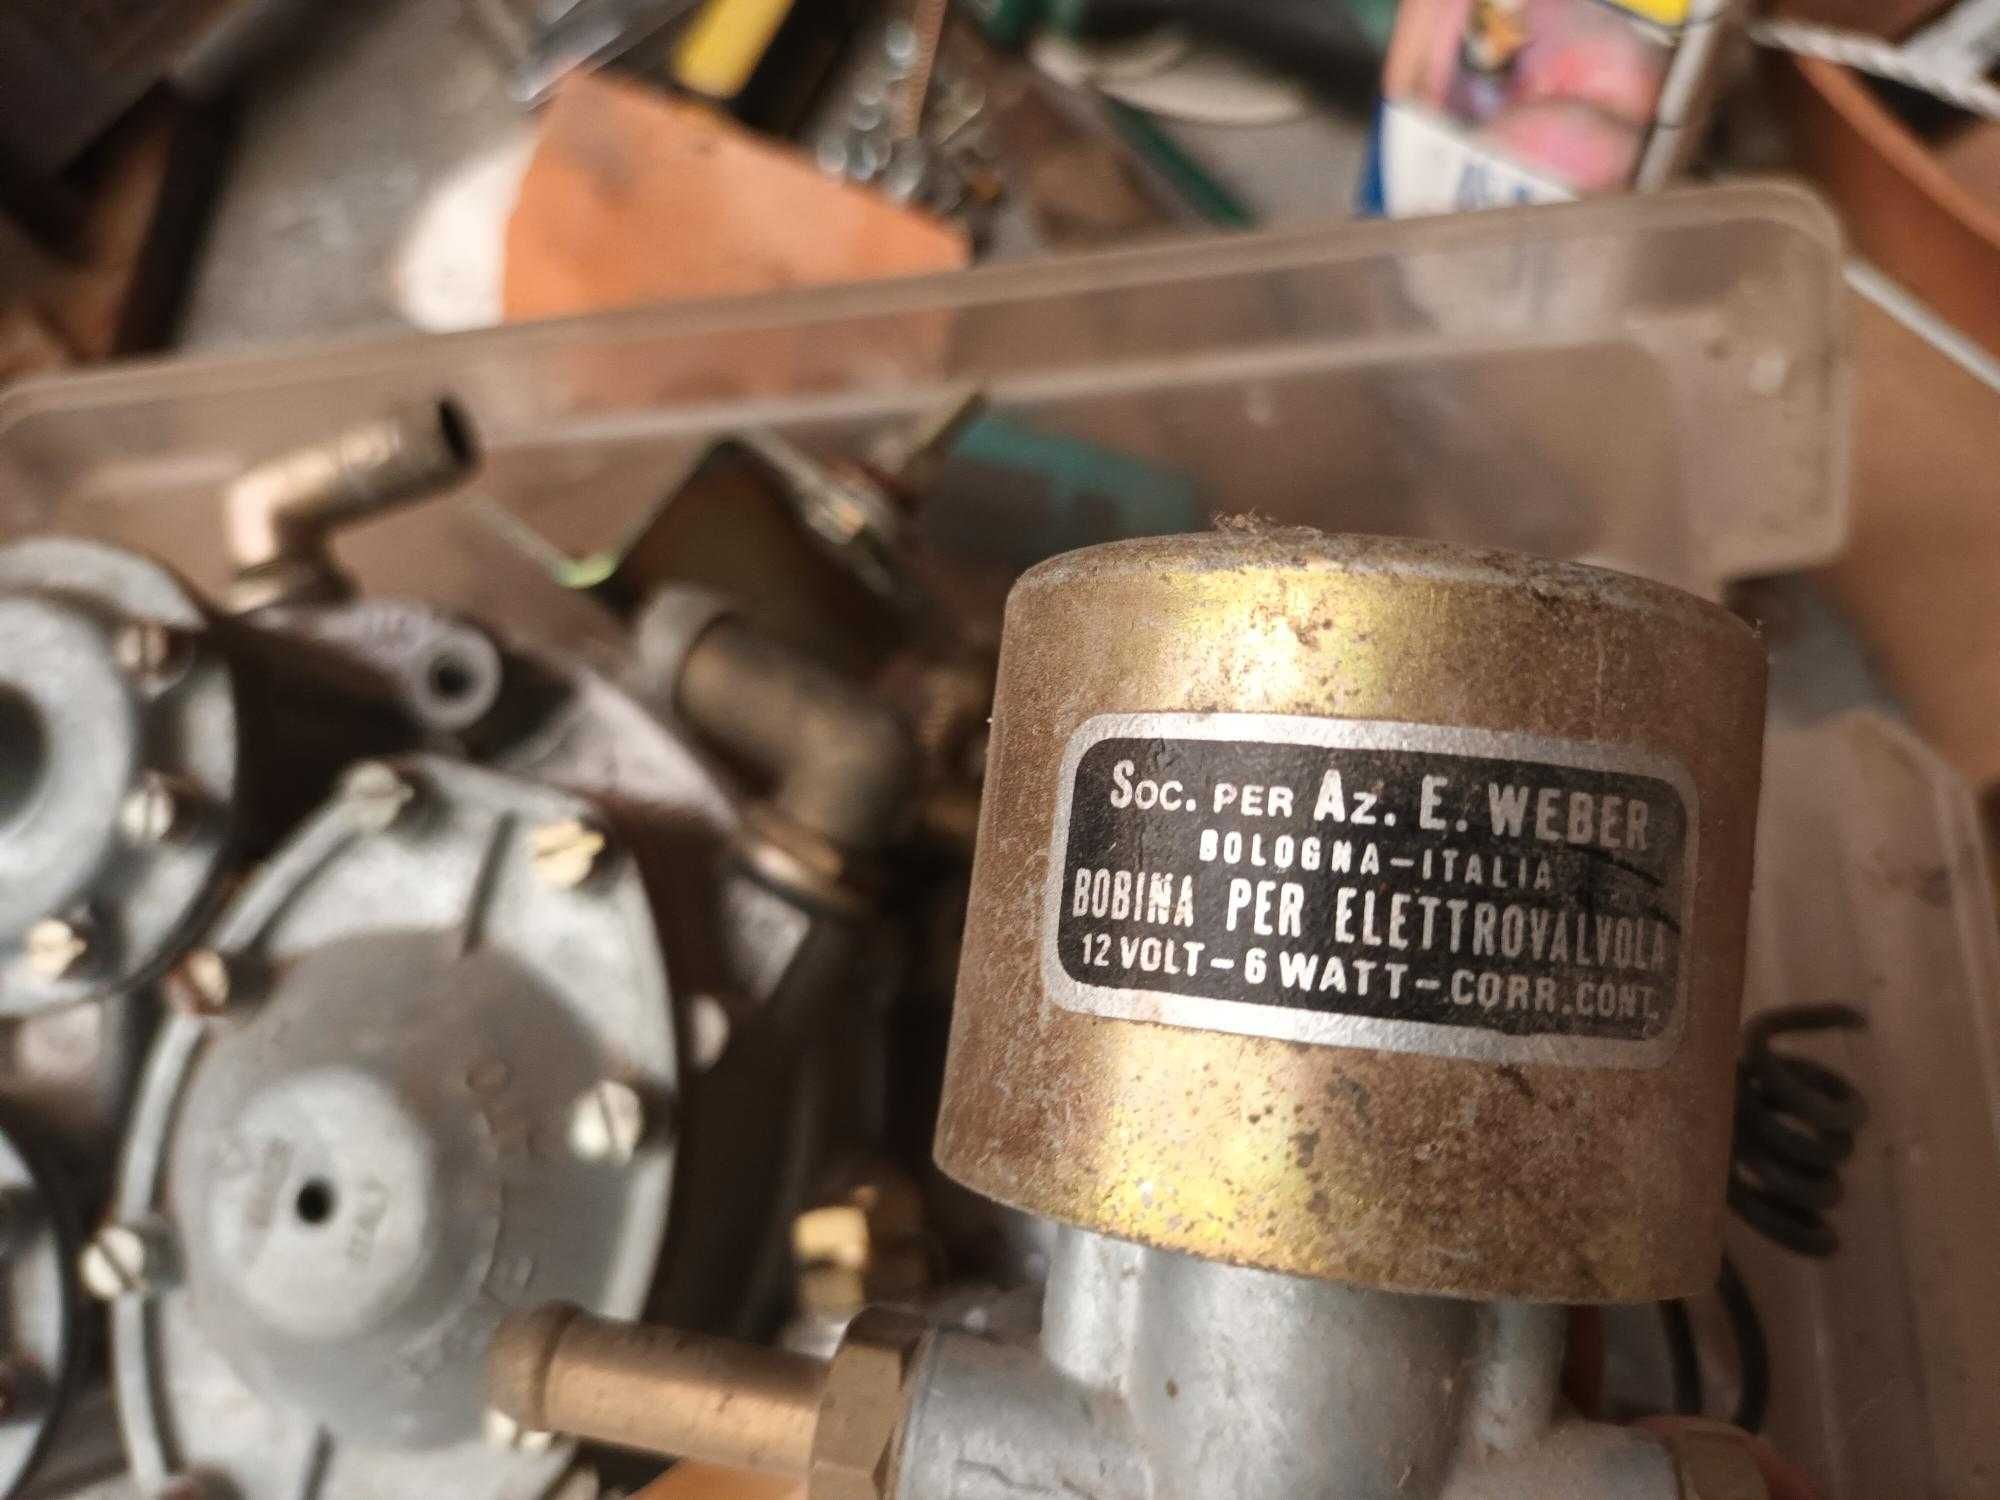 Soc. PER Az. E. WEBER
BOLOGNA-ITALIA
BOBINA PER ELETTROVALVOLA
12 VOLT-6 WATT-CORR.CONT.